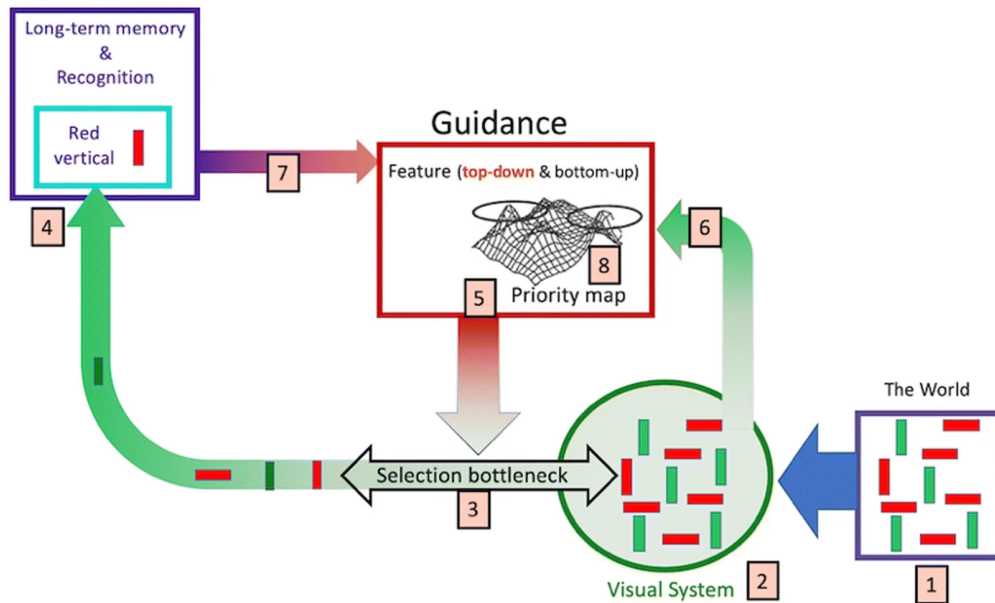 Long-term memory
&
Recognition
Red
vertical
4
7
Guidance
Feature (top-down & bottom-up)
8
Priority map
5
6
Selection bottleneck
3
Visual System
2
The World
1